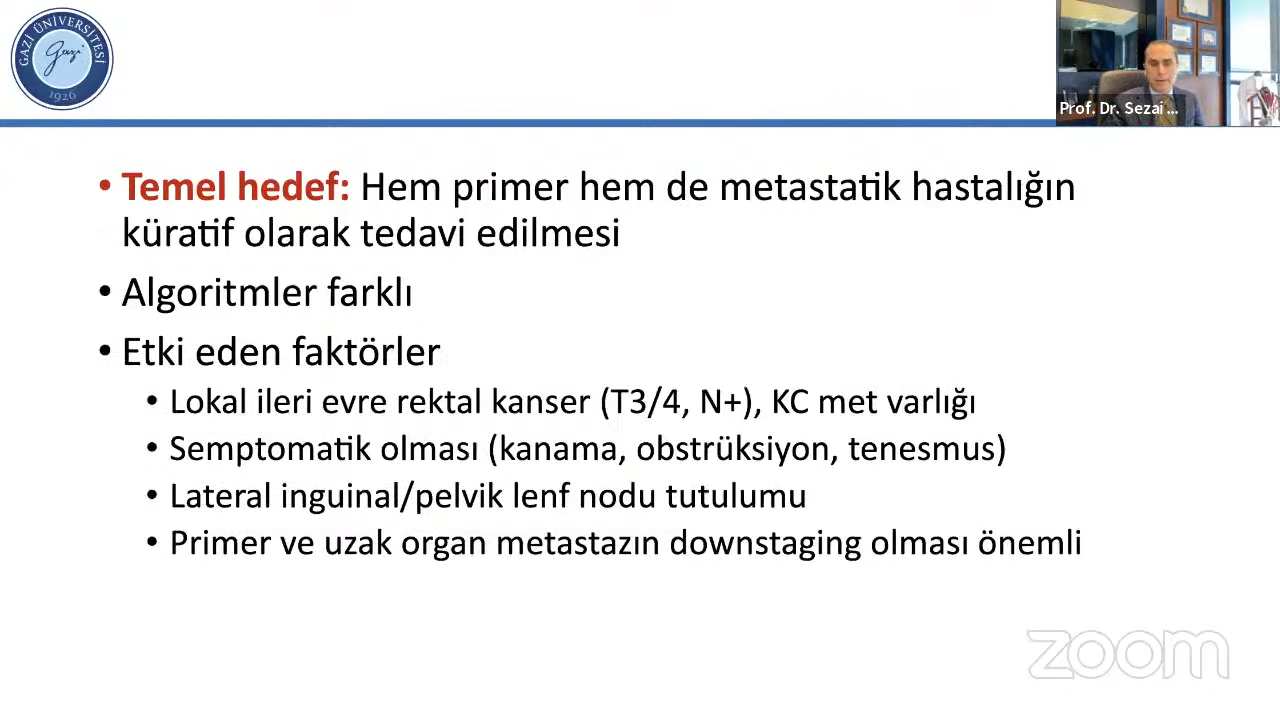 GAZİ ÜNİVERSİTESİ
gazi
1926
Prof. Dr. Sezai ...
• Temel hedef: Hem primer hem de metastatik hastalığın
küratif olarak tedavi edilmesi
• Algoritmler farklı
• Etki eden faktörler
• Lokal ileri evre rektal kanser (T3/4, N+), KC met varlığı
• Semptomatik olması (kanama, obstrüksiyon, tenesmus)
• Lateral inguinal/pelvik lenf nodu tutulumu
• Primer ve uzak organ metastazın downstaging olması önemli
zoom